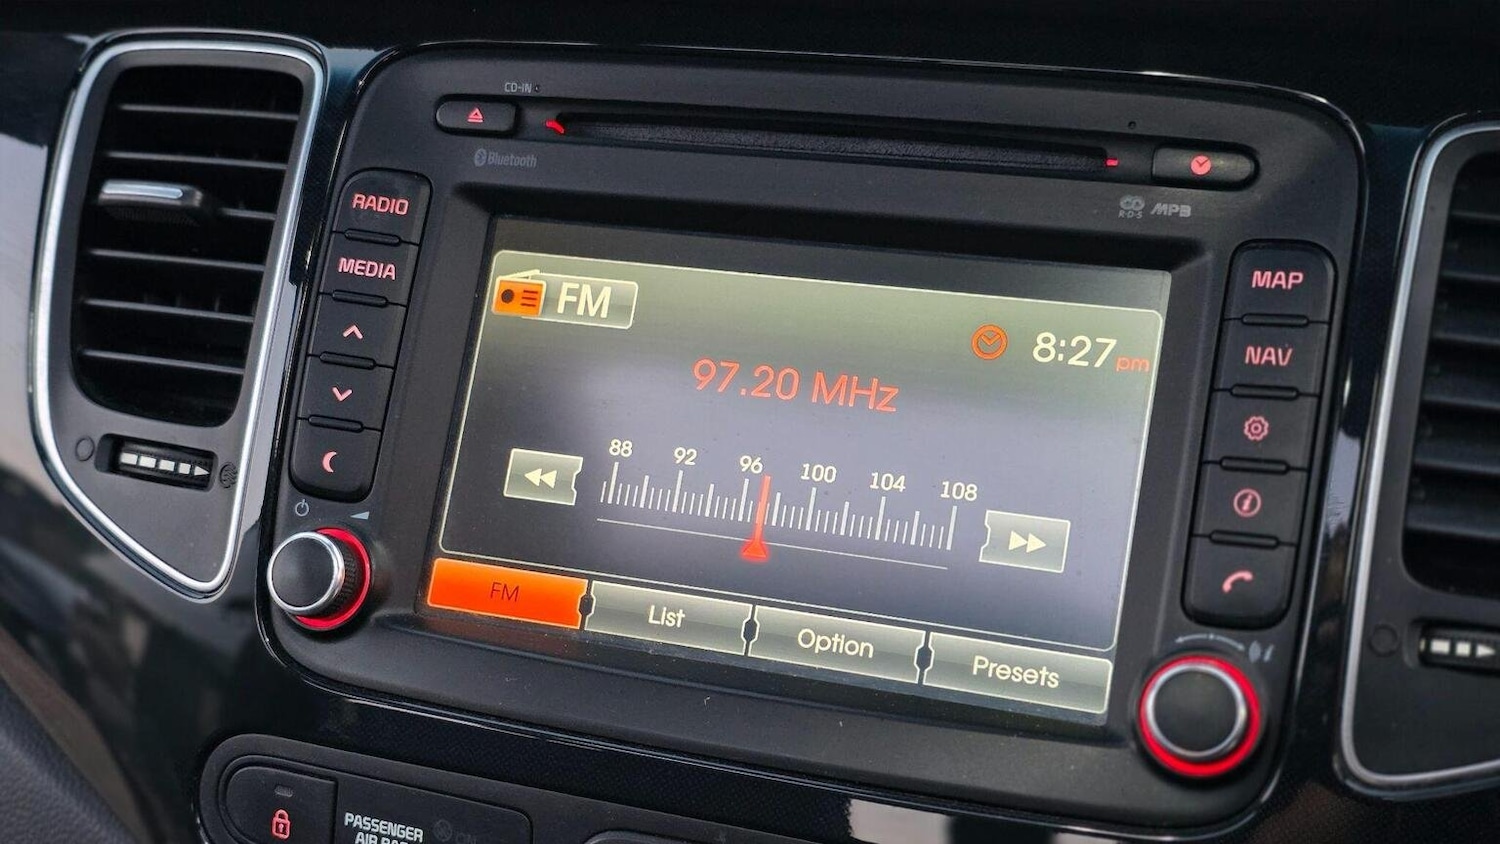 CD-IN
Bluetooth
R·D·S MP3
RADIO
MEDIA
MAP
NAV
FM
8:27 pm
97.20 MHz
88 92 96 100 104 108
FM List Option Presets
PASSENGER
AIR